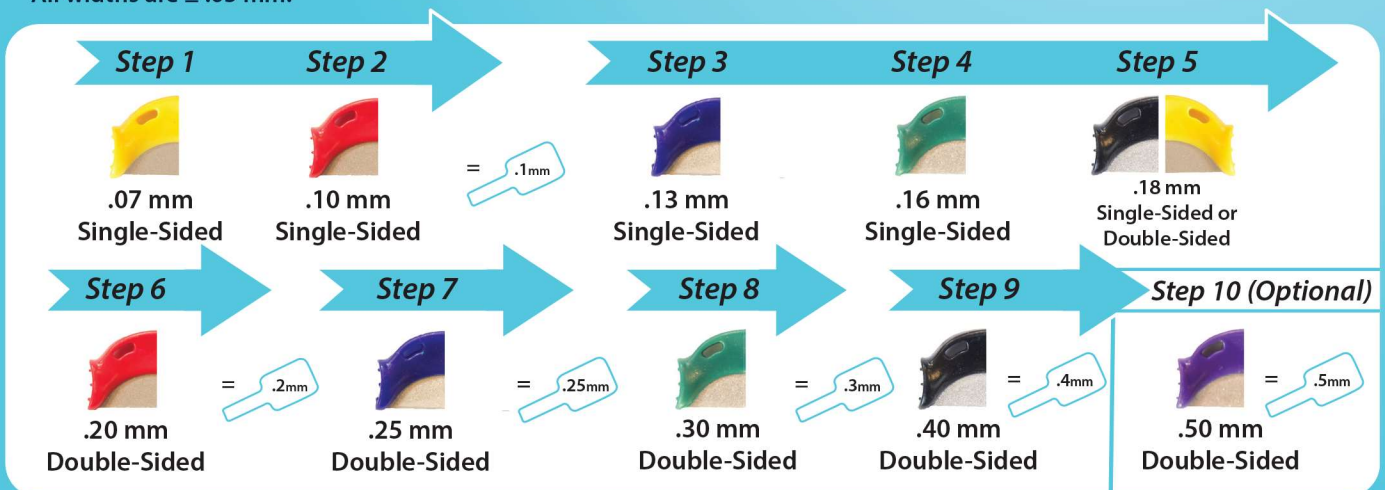 Step 1
Step 2
Step 3
Step 4
Step 5
.07 mm
Single-Sided
.10 mm
Single-Sided
=
.1mm
.13 mm
Single-Sided
.16 mm
Single-Sided
.18 mm
Single-Sided or
Double-Sided
Step 6
Step 7
Step 8
Step 9
Step 10 (Optional)
.20 mm
Double-Sided
=
.2mm
.25 mm
Double-Sided
=
.25mm
.30 mm
Double-Sided
=
.3mm
.40 mm
Double-Sided
=
.4mm
.50 mm
Double-Sided
=
.5mm